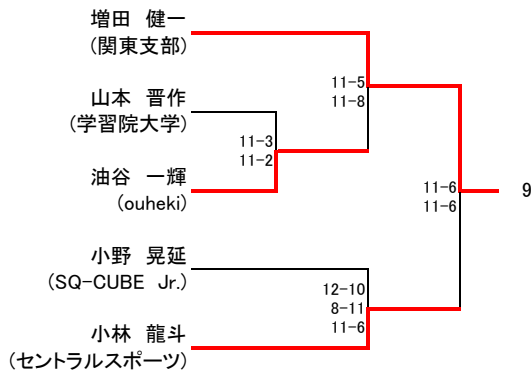 増田　健一
(関東支部)
11-5
11-8
山本　晋作
(学習院大学)
11-3
11-2
油谷　一輝
(ouheki)
11-6
11-6
9
小野　晃延
(SQ-CUBE　Jr.)
12-10
8-11
11-6
小林　龍斗
(セントラルスポーツ)